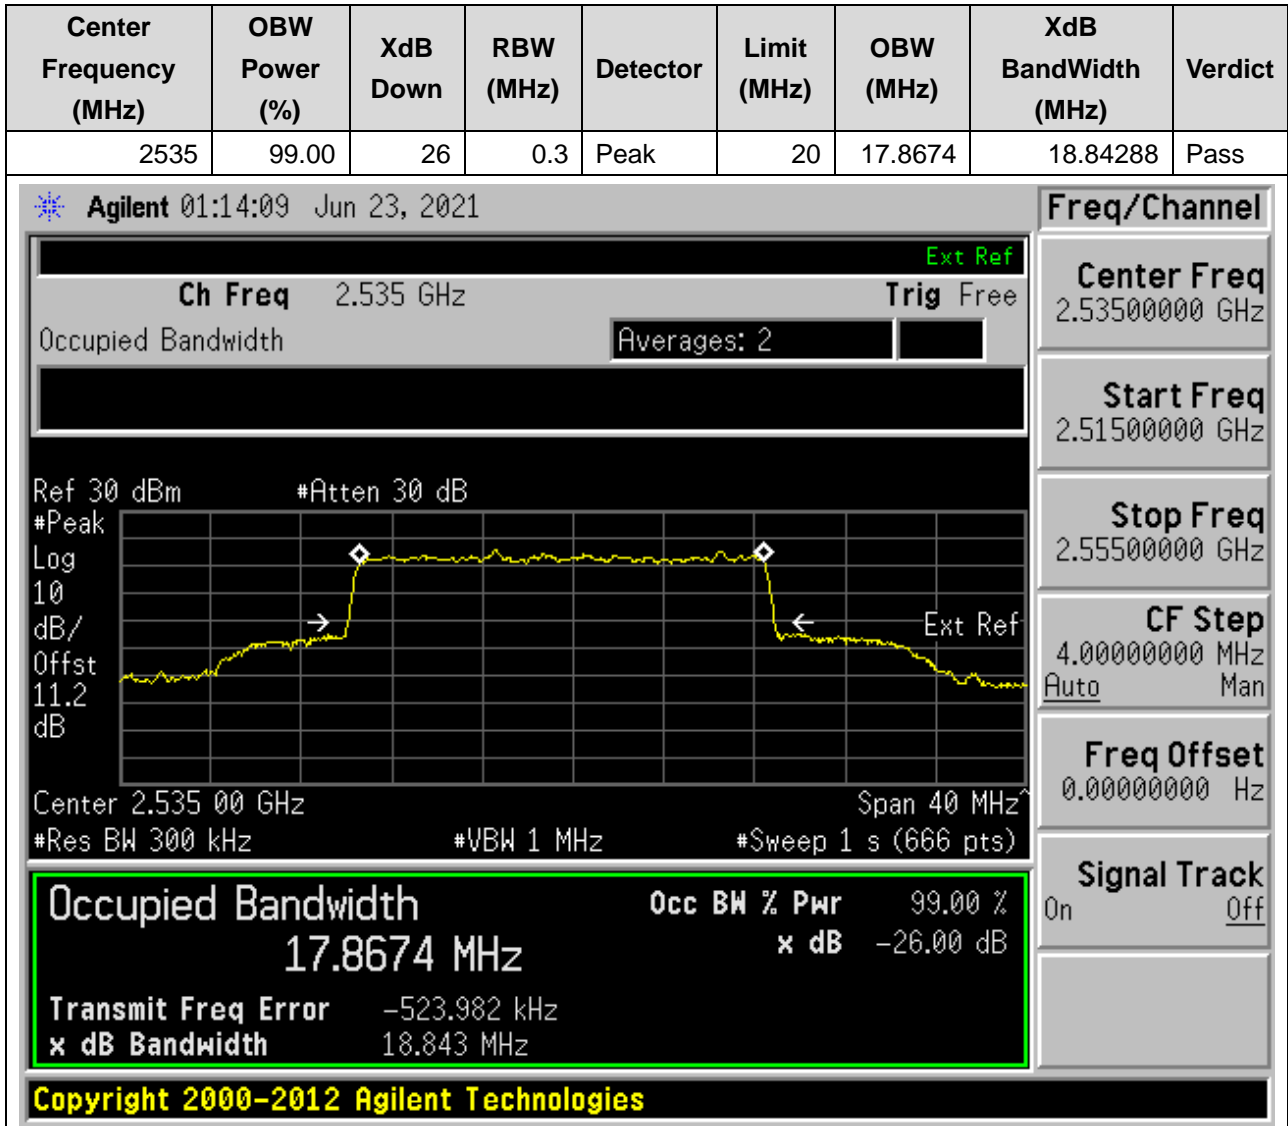 Center Frequency (MHz) OBW Power (%) XdB Down RBW (MHz) Detector Limit (MHz) OBW (MHz) XdB BandWidth (MHz) Verdict
2535 99.00 26 0.3 Peak 20 17.8674 18.84288 Pass
Agilent 01:14:09 Jun 23, 2021
Ext Ref
Ch Freq 2.535 GHz Trig Free
Occupied Bandwidth Averages: 2
Ref 30 dBm #Atten 30 dB
#Peak
Log
10
dB/
Offst
11.2
dB
Ext Ref
Center 2.535 00 GHz Span 40 MHz^
#Res BW 300 kHz #VBW 1 MHz #Sweep 1 s (666 pts)
Occupied Bandwidth Occ BW % Pwr 99.00 %
17.8674 MHz x dB -26.00 dB
Transmit Freq Error -523.982 kHz
x dB Bandwidth 18.843 MHz
Copyright 2000-2012 Agilent Technologies
Freq/Channel
Center Freq
2.53500000 GHz
Start Freq
2.51500000 GHz
Stop Freq
2.55500000 GHz
CF Step
4.00000000 MHz
Auto Man
Freq Offset
0.00000000 Hz
Signal Track
On Off